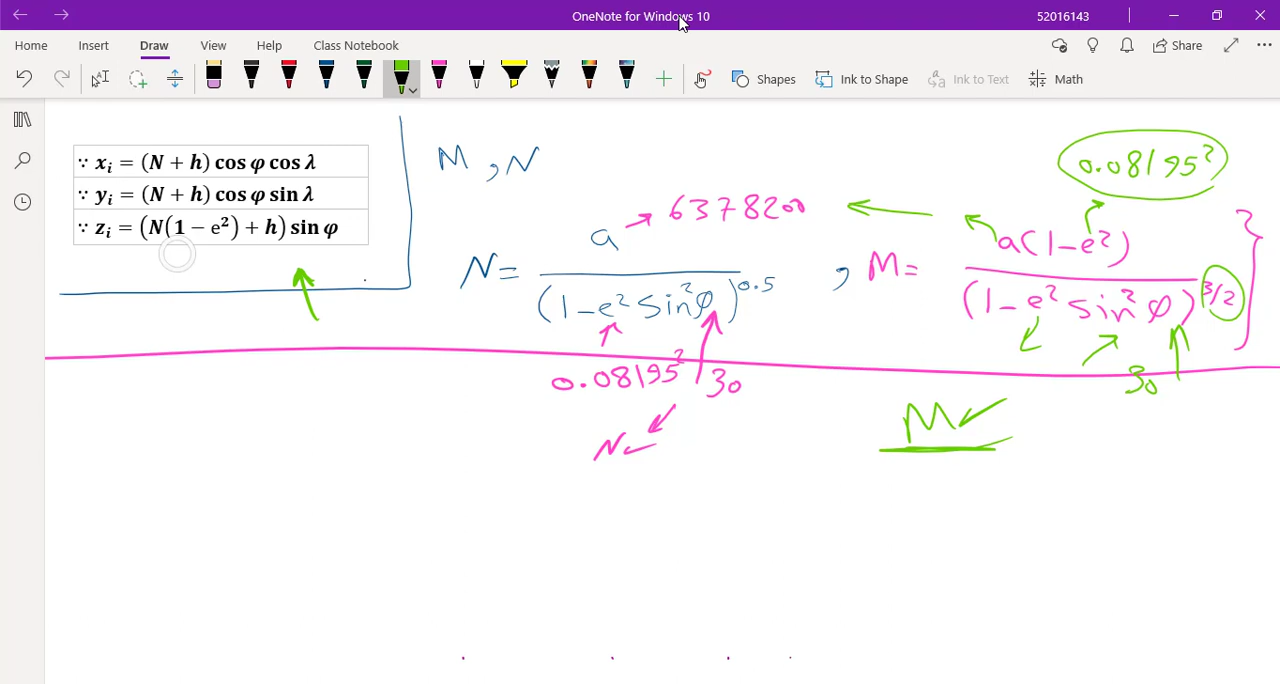 OneNote for Windows 10
52016143
Home Insert Draw View Help Class Notebook
Share
Shapes Ink to Shape Ink to Text Math
∵ xᵢ = (N + h) cos φ cos λ
∵ yᵢ = (N + h) cos φ sin λ
∵ zᵢ = (N(1 − e²) + h) sin φ
M , N
0.08195²
a → 6378200
N = a / (1 − e² sin² φ)^0.5 , M = a(1 − e²) / (1 − e² sin² φ)^3/2
0.08195² 30
30
N ✓
M ✓